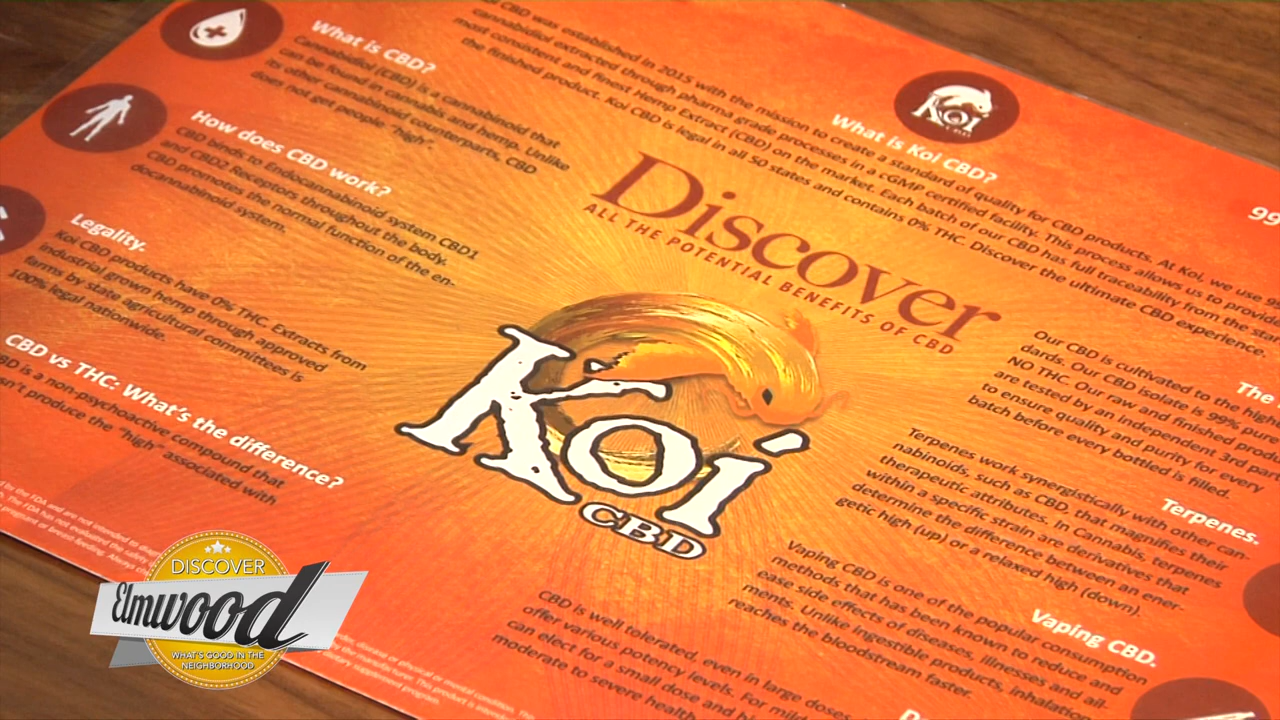 What is CBD?
Cannabidiol (CBD) is a cannabinoid that
can be found in cannabis and hemp. Unlike
its other cannabinoid counterparts, CBD
does not get people, "high".
How does CBD work?
CBD binds to Endocannabinoid system CBD1
and CBD2 Receptors throughout the body.
CBD promotes the normal function of the en-
docannabinoid system.
Legality.
Koi CBD products have 0% THC. Extracts from
industrial grown hemp through approved
farms by state agricultural committees is
100% legal nationwide.
CBD vs THC: What's the difference?
is a non-psychoactive compound that
produce the "high" associated with
What is Koi CBD?
CBD was established in 2015 with the mission to create a standard of quality for CBD products. At Koi, we use
cannabidiol extracted through pharma grade processes in a cGMP certified facility. This process allows us to provide
most consistent and finest Hemp Extract (CBD) on the market. Each batch of our CBD has full traceability from the
the finished product. Koi CBD is legal in all 50 states and contains 0% THC. Discover the ultimate CBD experience.
Koi
99
Discover
ALL THE POTENTIAL BENEFITS OF CBD
Koi
CBD
The
Our CBD is cultivated to the
dards. Our CBD isolate is 99% pure
NO THC. Our raw and finished
are tested by an independent 3rd
to ensure quality and purity for every
batch before every bottled is filled.
Terpenes.
Terpenes work synergistically with other can-
nabinoids, such as CBD, that magnifies their
therapeutic attributes. In Cannabis, terpenes
within a specific strain are derivatives that
determine the difference between an ener-
getic high (up) or a relaxed high (down).
Vaping CBD.
Vaping CBD is one of the popular consumption
methods that has been known to reduce and
ease side effects of diseases, illnesses and ail-
ments. Unlike ingestible products, inhalation
reaches the bloodstream faster.
CBD is well tolerated, even in large doses
offer various potency levels. For mild
can elect for a small dose and
moderate to severe health
DISCOVER
Elmwood
WHAT'S GOOD IN THE
NEIGHBORHOOD